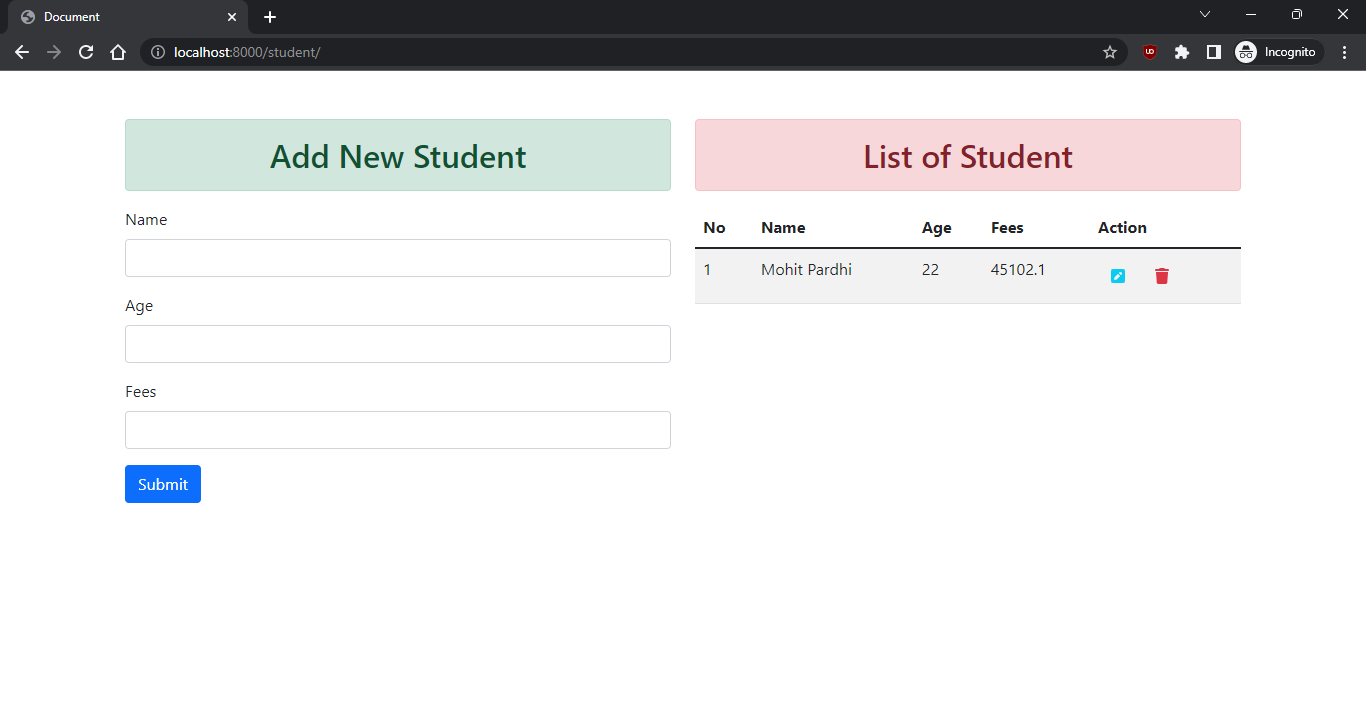 Document
localhost:8000/student/
Incognito
Add New Student
Name
Age
Fees
Submit
List of Student
No Name Age Fees Action
1 Mohit Pardhi 22 45102.1